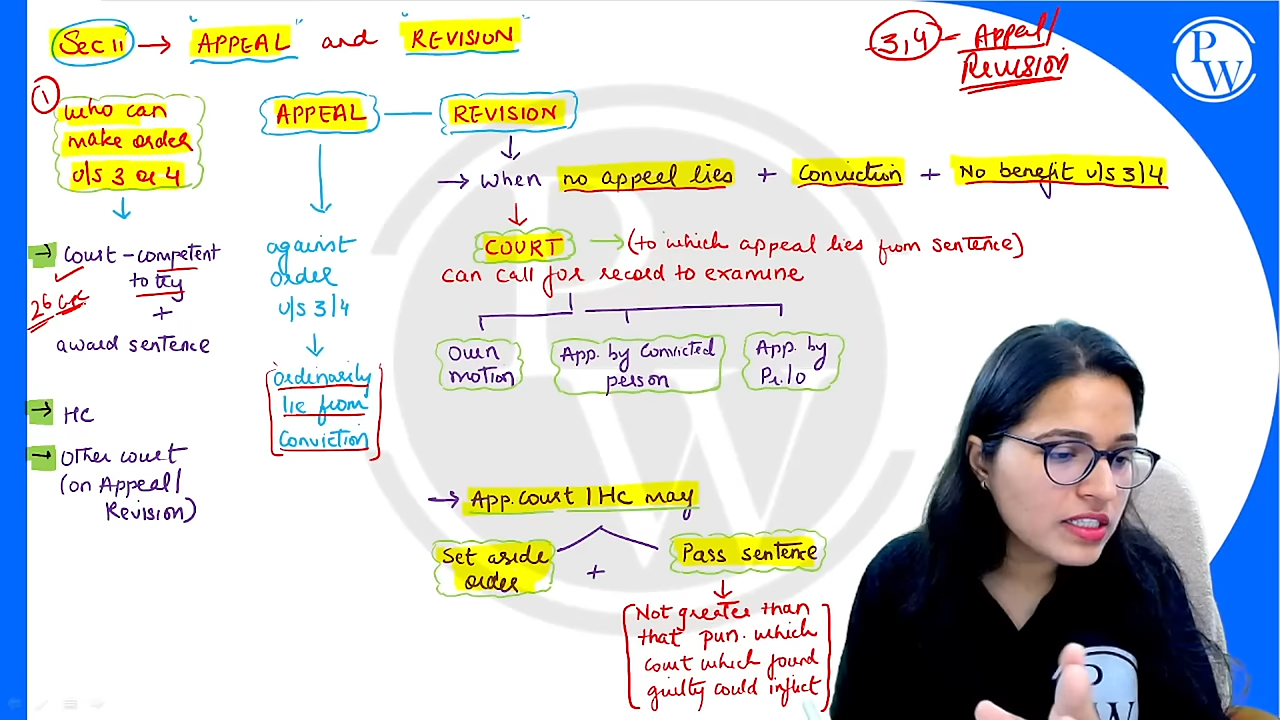 Sec 11 → "APPEAL" and "REVISION"
3,4 - Appeal/
Revision
PW
① who can
make order
u/s 3 or 4
→ Court - competent
to try
+
award sentence
→ HC
→ Other court
(on Appeal/
Revision)
APPEAL
against
order
u/s 3/4
ordinarily
lie from
conviction
REVISION
→ when no appeal lies + Conviction + No benefit u/s 3/4
COURT → (to which appeal lies from sentence)
can call for record to examine
Own
motion
App. by Convicted
person
App. by
Pr. / o
→ App. court / HC may
Set aside
order
+
Pass sentence
Not greater than
that pun. which
court which found
guilty could inflict
PW
PW